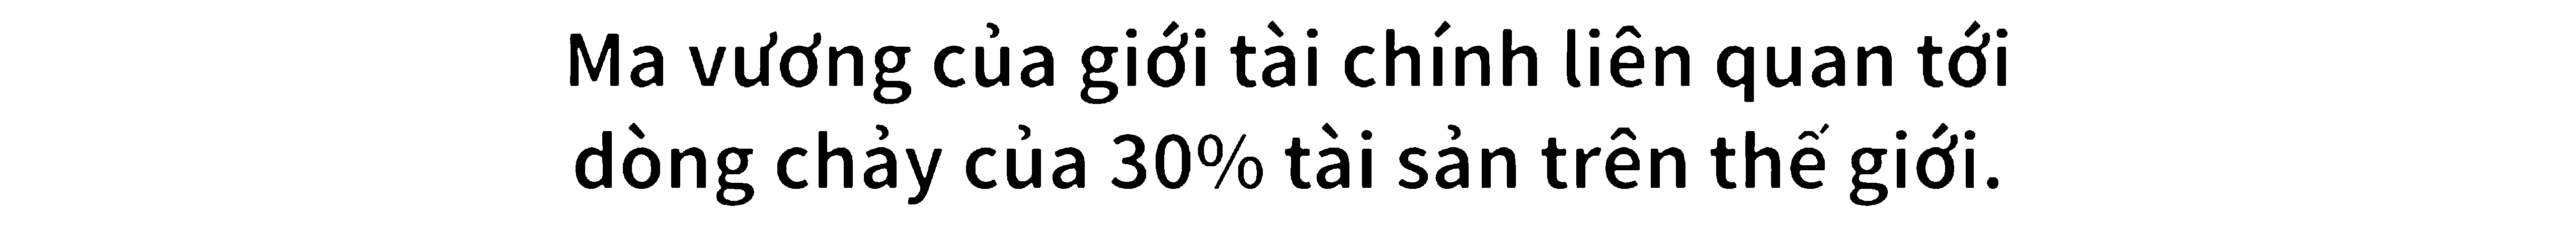 Ma vương của giới tài chính liên quan tới
dòng chảy của 30% tài sản trên thế giới.